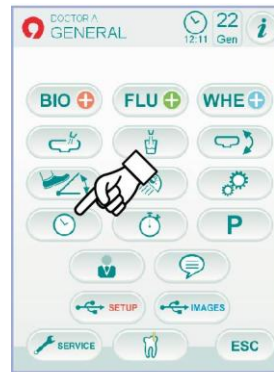 DOCTOR A
GENERAL
12:11
22
Gen
i
BIO
FLU
WHE
P
SETUP
IMAGES
SERVICE
ESC